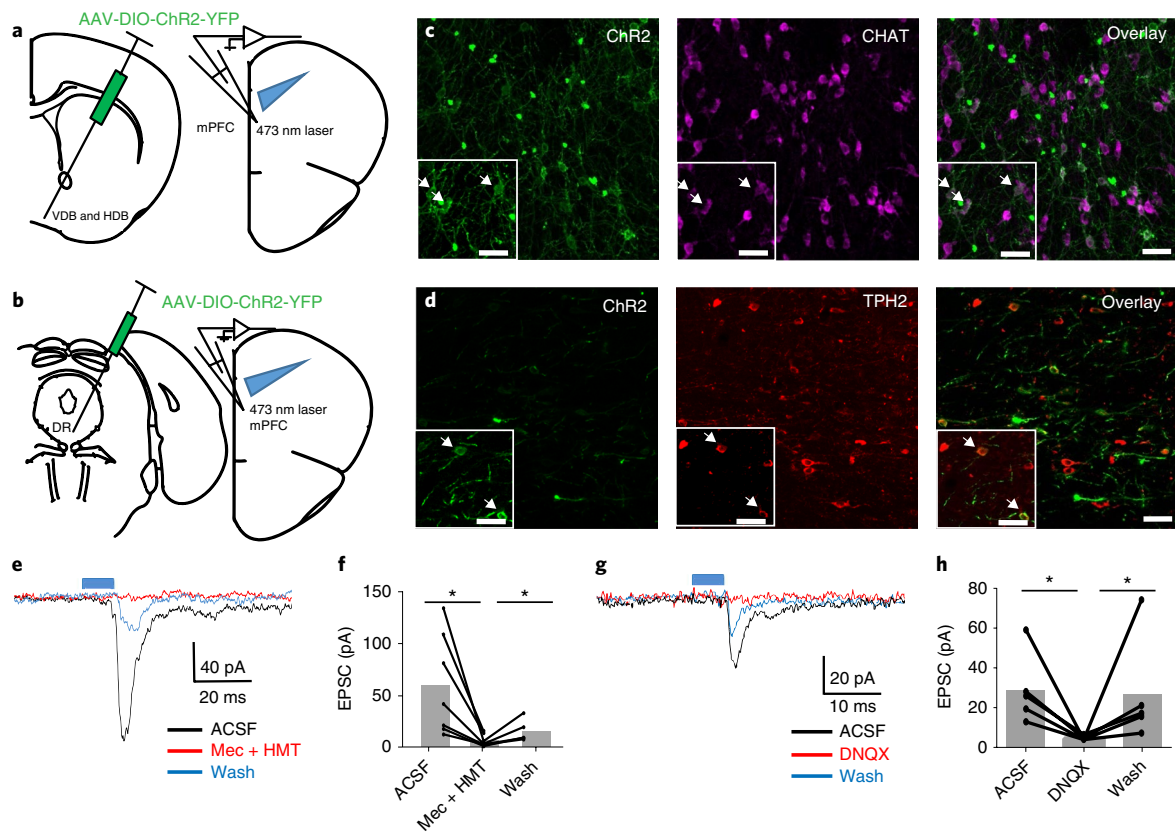 a
AAV-DIO-ChR2-YFP
mPFC
473 nm laser
VDB and HDB
b
AAV-DIO-ChR2-YFP
DR
473 nm laser
mPFC
c
ChR2
CHAT
Overlay
d
ChR2
TPH2
Overlay
e
40 pA
20 ms
ACSF
Mec + HMT
Wash
f
* *
150
100
50
0
EPSC (pA)
ACSF
Mec + HMT
Wash
g
20 pA
10 ms
ACSF
DNQX
Wash
h
* *
80
60
40
20
0
EPSC (pA)
ACSF
DNQX
Wash